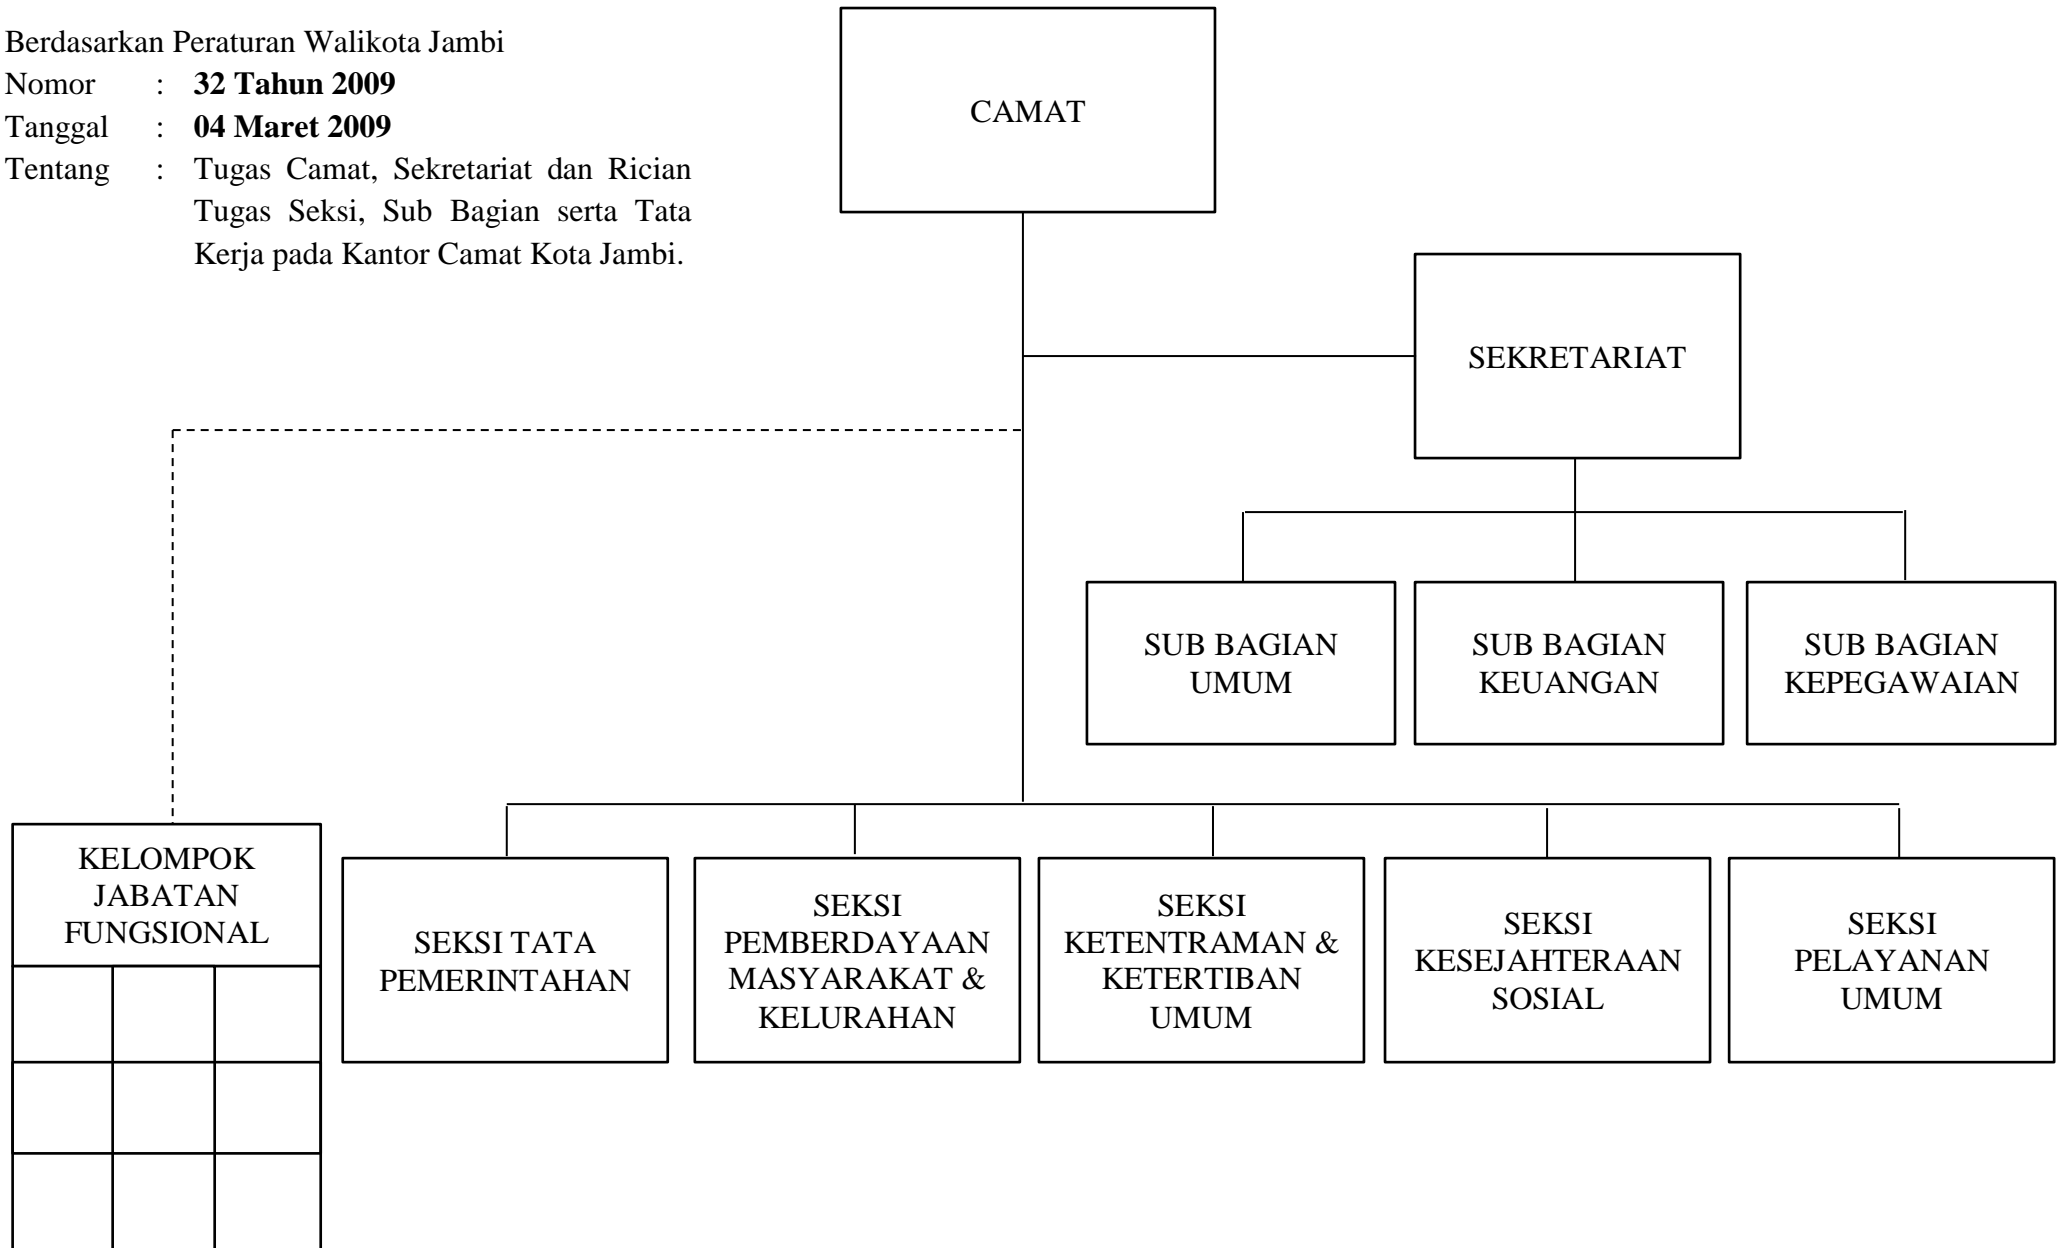 Berdasarkan Peraturan Walikota Jambi
Nomor : 32 Tahun 2009
Tanggal : 04 Maret 2009
Tentang : Tugas Camat, Sekretariat dan Rician
Tugas Seksi, Sub Bagian serta Tata
Kerja pada Kantor Camat Kota Jambi.
CAMAT
SEKRETARIAT
SUB BAGIAN
UMUM
SUB BAGIAN
KEUANGAN
SUB BAGIAN
KEPEGAWAIAN
KELOMPOK
JABATAN
FUNGSIONAL
SEKSI TATA
PEMERINTAHAN
SEKSI
PEMBERDAYAAN
MASYARAKAT &
KELURAHAN
SEKSI
KETENTRAMAN &
KETERTIBAN
UMUM
SEKSI
KESEJAHTERAAN
SOSIAL
SEKSI
PELAYANAN
UMUM